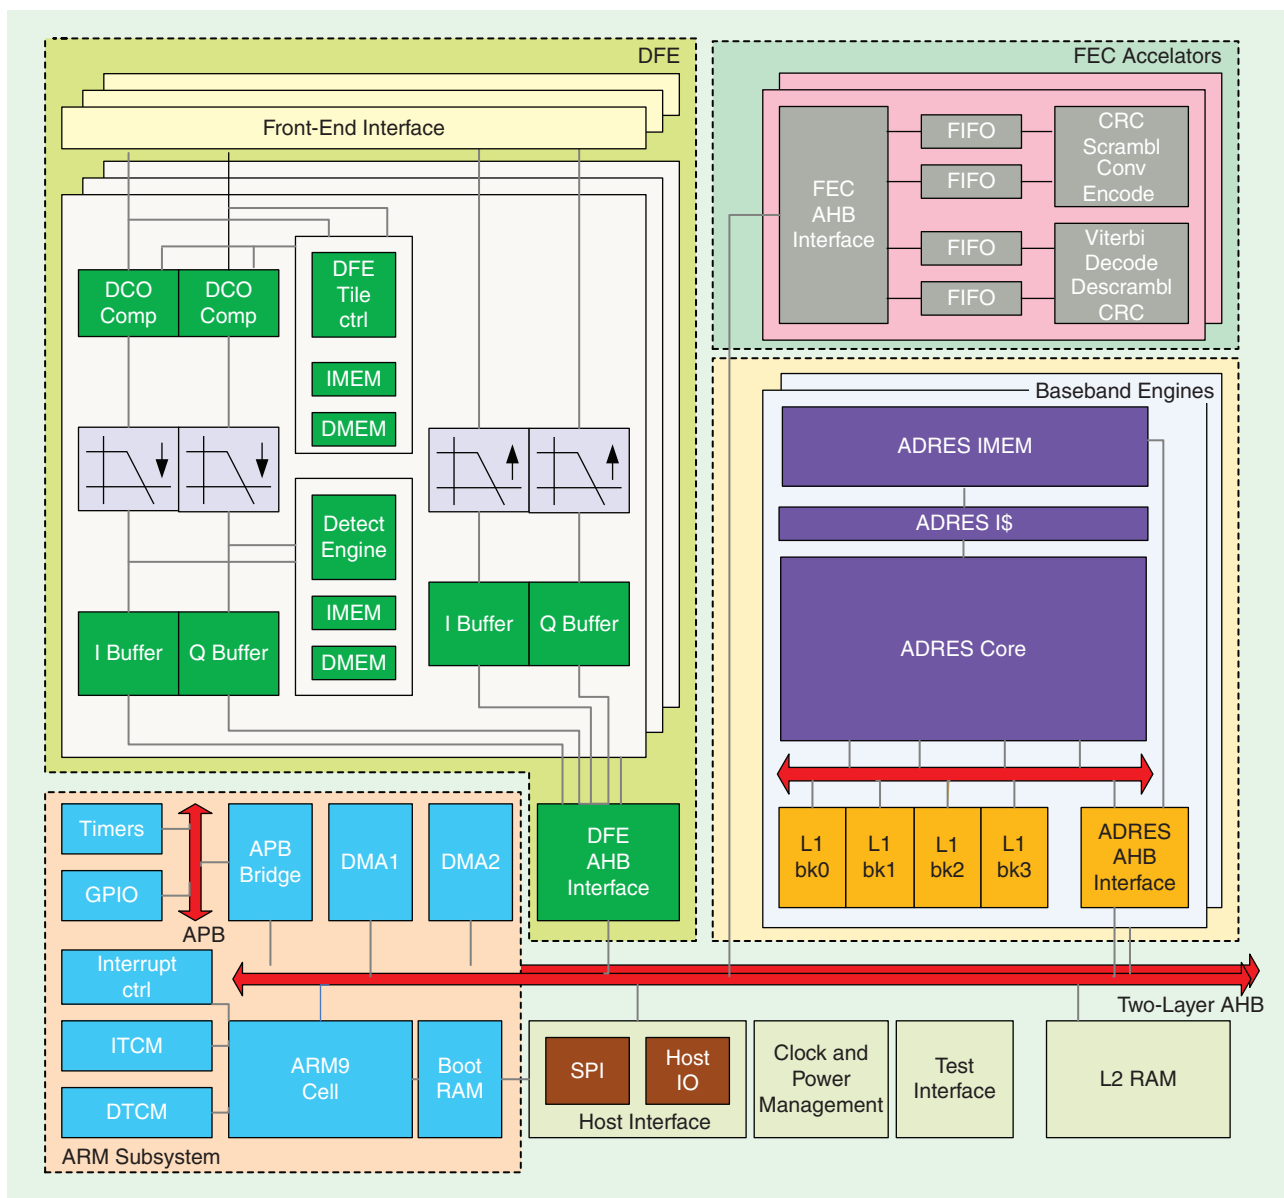 DFE
Front-End Interface
DCO
Comp
DCO
Comp
DFE
Tile
ctrl
IMEM
DMEM
Detect
Engine
IMEM
DMEM
I Buffer
Q Buffer
I Buffer
Q Buffer
DFE
AHB
Interface
FEC Accelators
FEC
AHB
Interface
FIFO
FIFO
FIFO
FIFO
CRC
Scrambl
Conv
Encode
Viterbi
Decode
Descrambl
CRC
Baseband Engines
ADRES IMEM
ADRES I$
ADRES Core
L1
bk0
L1
bk1
L1
bk2
L1
bk3
ADRES
AHB
Interface
Timers
GPIO
APB
APB
Bridge
DMA1
DMA2
Interrupt
ctrl
ITCM
DTCM
ARM9
Cell
Boot
RAM
ARM Subsystem
Two-Layer AHB
SPI
Host
IO
Host Interface
Clock and
Power
Management
Test
Interface
L2 RAM